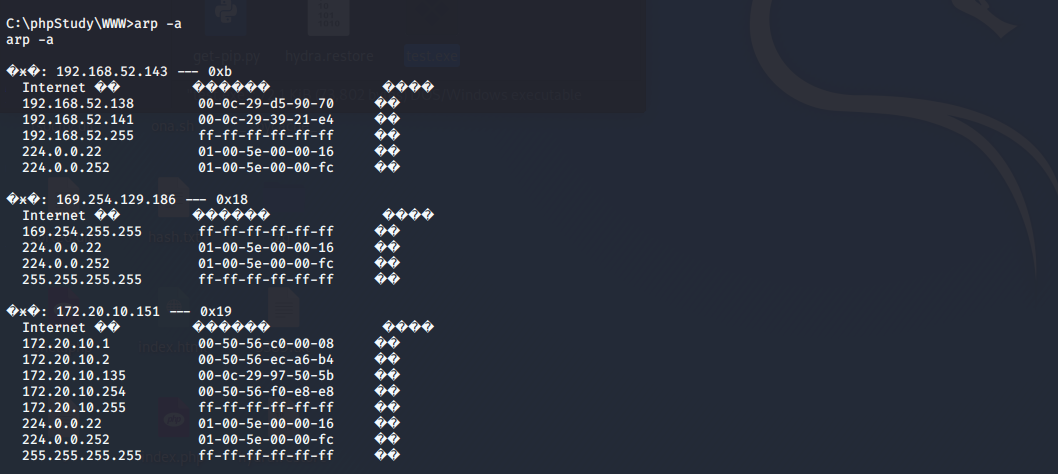 C:\phpStudy\WWW>arp -a
arp -a
�ӿ�: 192.168.52.143 --- 0xb
Internet ��         ������              ����
192.168.52.138        00-0c-29-d5-90-70     ��
192.168.52.141        00-0c-29-39-21-e4     ��
192.168.52.255        ff-ff-ff-ff-ff-ff     ��
224.0.0.22            01-00-5e-00-00-16     ��
224.0.0.252           01-00-5e-00-00-fc     ��
�ӿ�: 169.254.129.186 --- 0x18
Internet ��         ������              ����
169.254.255.255       ff-ff-ff-ff-ff-ff     ��
224.0.0.22            01-00-5e-00-00-16     ��
224.0.0.252           01-00-5e-00-00-fc     ��
255.255.255.255       ff-ff-ff-ff-ff-ff     ��
�ӿ�: 172.20.10.151 --- 0x19
Internet ��         ������              ����
172.20.10.1           00-50-56-c0-00-08     ��
172.20.10.2           00-50-56-ec-a6-b4     ��
172.20.10.135         00-0c-29-97-50-5b     ��
172.20.10.254         00-50-56-f0-e8-e8     ��
172.20.10.255         ff-ff-ff-ff-ff-ff     ��
224.0.0.22            01-00-5e-00-00-16     ��
224.0.0.252           01-00-5e-00-00-fc     ��
255.255.255.255       ff-ff-ff-ff-ff-ff     ��
get-pip.py
hydra.restore